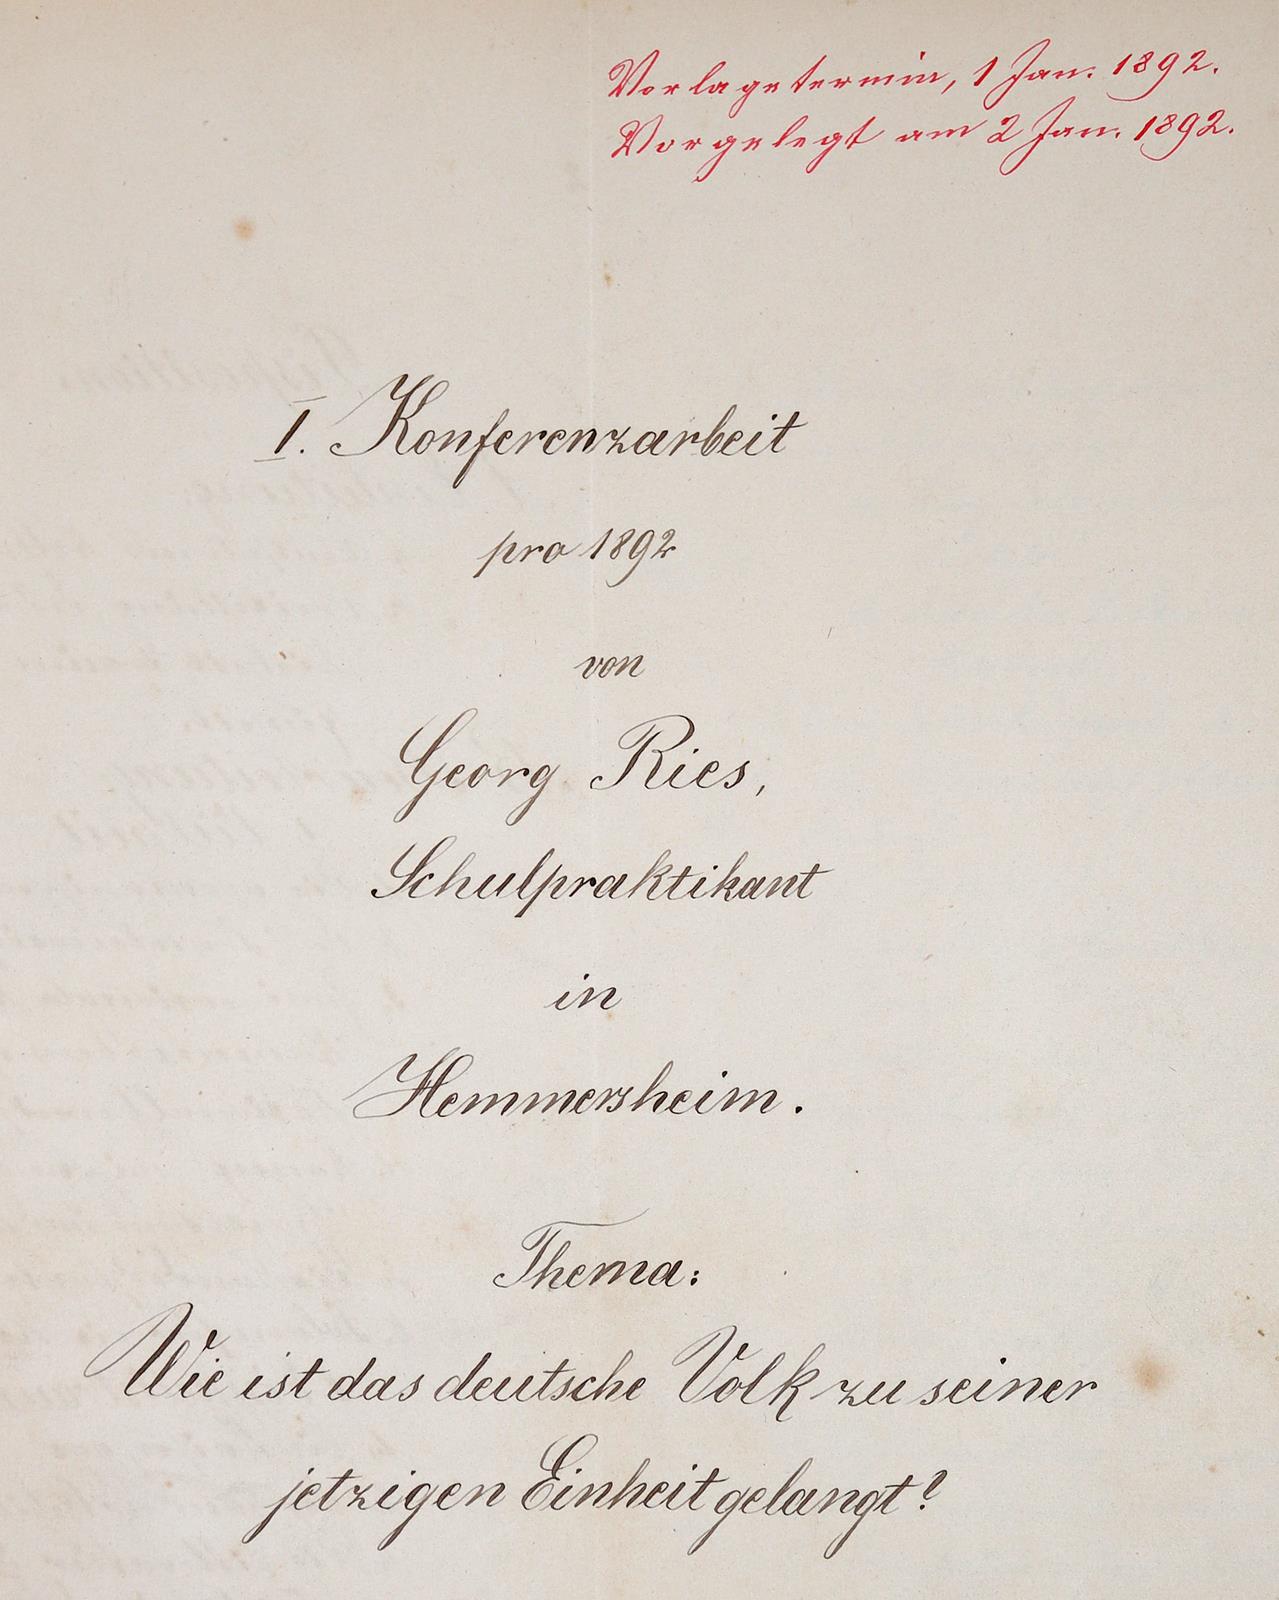 Vorlagetermin, 1 Jan. 1892.
Vorgelegt am 2 Jan. 1892.
I. Konferenzarbeit
pro 1892
von
Georg Ries,
Schulpraktikant
in
Hemmersheim.
Thema:
Wie ist das deutsche Volk zu seiner
jetzigen Einheit gelangt?